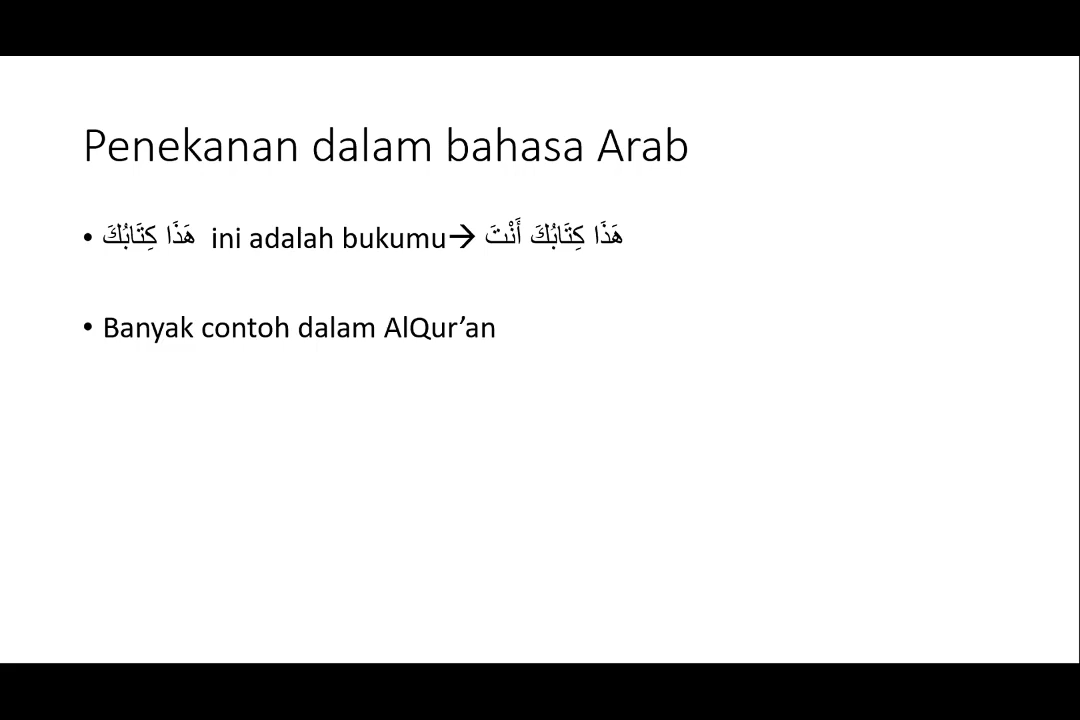 Penekanan dalam bahasa Arab
• هَذَا كِتَابُكَ ini adalah bukumu→ هَذَا كِتَابُكَ أَنْتَ
• Banyak contoh dalam AlQur’an